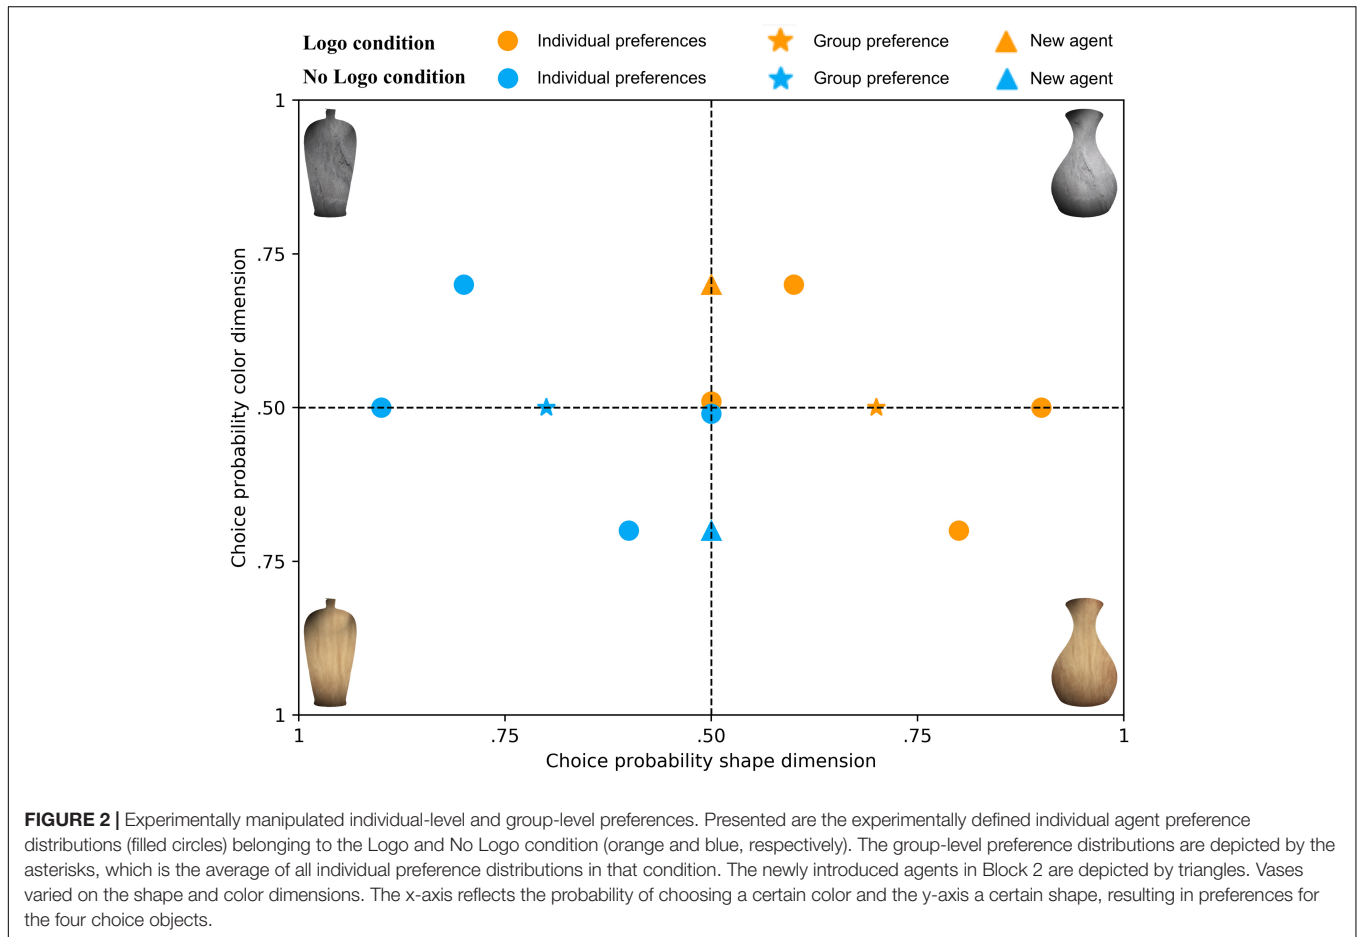 Logo condition Individual preferences Group preference New agent
No Logo condition Individual preferences Group preference New agent
1
.75
.50
.75
1
Choice probability color dimension
1 .75 .50 .75 1
Choice probability shape dimension
FIGURE 2 | Experimentally manipulated individual-level and group-level preferences. Presented are the experimentally defined individual agent preference
distributions (filled circles) belonging to the Logo and No Logo condition (orange and blue, respectively). The group-level preference distributions are depicted by the
asterisks, which is the average of all individual preference distributions in that condition. The newly introduced agents in Block 2 are depicted by triangles. Vases
varied on the shape and color dimensions. The x-axis reflects the probability of choosing a certain color and the y-axis a certain shape, resulting in preferences for
the four choice objects.